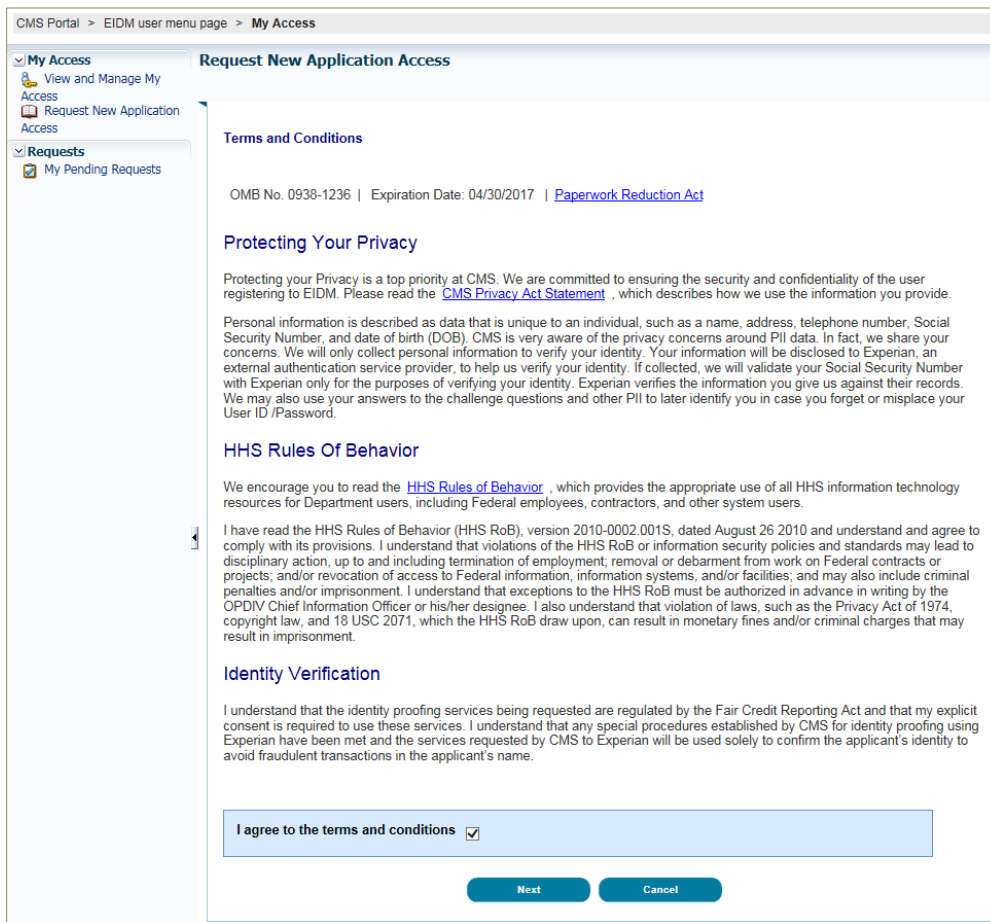 CMS Portal > EIDM user menu page > My Access
My Access
View and Manage My
Access
Request New Application
Access
Requests
My Pending Requests
Request New Application Access
Terms and Conditions
OMB No. 0938-1236 | Expiration Date: 04/30/2017 | Paperwork Reduction Act
Protecting Your Privacy
Protecting your Privacy is a top priority at CMS. We are committed to ensuring the security and confidentiality of the user
registering to EIDM. Please read the CMS Privacy Act Statement , which describes how we use the information you provide.
Personal information is described as data that is unique to an individual, such as a name, address, telephone number, Social
Security Number, and date of birth (DOB). CMS is very aware of the privacy concerns around PII data. In fact, we share your
concerns. We will only collect personal information to verify your identity. Your information will be disclosed to Experian, an
external authentication service provider, to help us verify your identity. If collected, we will validate your Social Security Number
with Experian only for the purposes of verifying your identity. Experian verifies the information you give us against their records.
We may also use your answers to the challenge questions and other PII to later identify you in case you forget or misplace your
User ID /Password.
HHS Rules Of Behavior
We encourage you to read the HHS Rules of Behavior , which provides the appropriate use of all HHS information technology
resources for Department users, including Federal employees, contractors, and other system users.
I have read the HHS Rules of Behavior (HHS RoB), version 2010-0002.001S, dated August 26 2010 and understand and agree to
comply with its provisions. I understand that violations of the HHS RoB or information security policies and standards may lead to
disciplinary action, up to and including termination of employment; removal or debarment from work on Federal contracts or
projects; and/or revocation of access to Federal information, information systems, and/or facilities; and may also include criminal
penalties and/or imprisonment. I understand that exceptions to the HHS RoB must be authorized in advance in writing by the
OPDIV Chief Information Officer or his/her designee. I also understand that violation of laws, such as the Privacy Act of 1974,
copyright law, and 18 USC 2071, which the HHS RoB draw upon, can result in monetary fines and/or criminal charges that may
result in imprisonment.
Identity Verification
I understand that the identity proofing services being requested are regulated by the Fair Credit Reporting Act and that my explicit
consent is required to use these services. I understand that any special procedures established by CMS for identity proofing using
Experian have been met and the services requested by CMS to Experian will be used solely to confirm the applicant's identity to
avoid fraudulent transactions in the applicant's name.
I agree to the terms and conditions
Next
Cancel